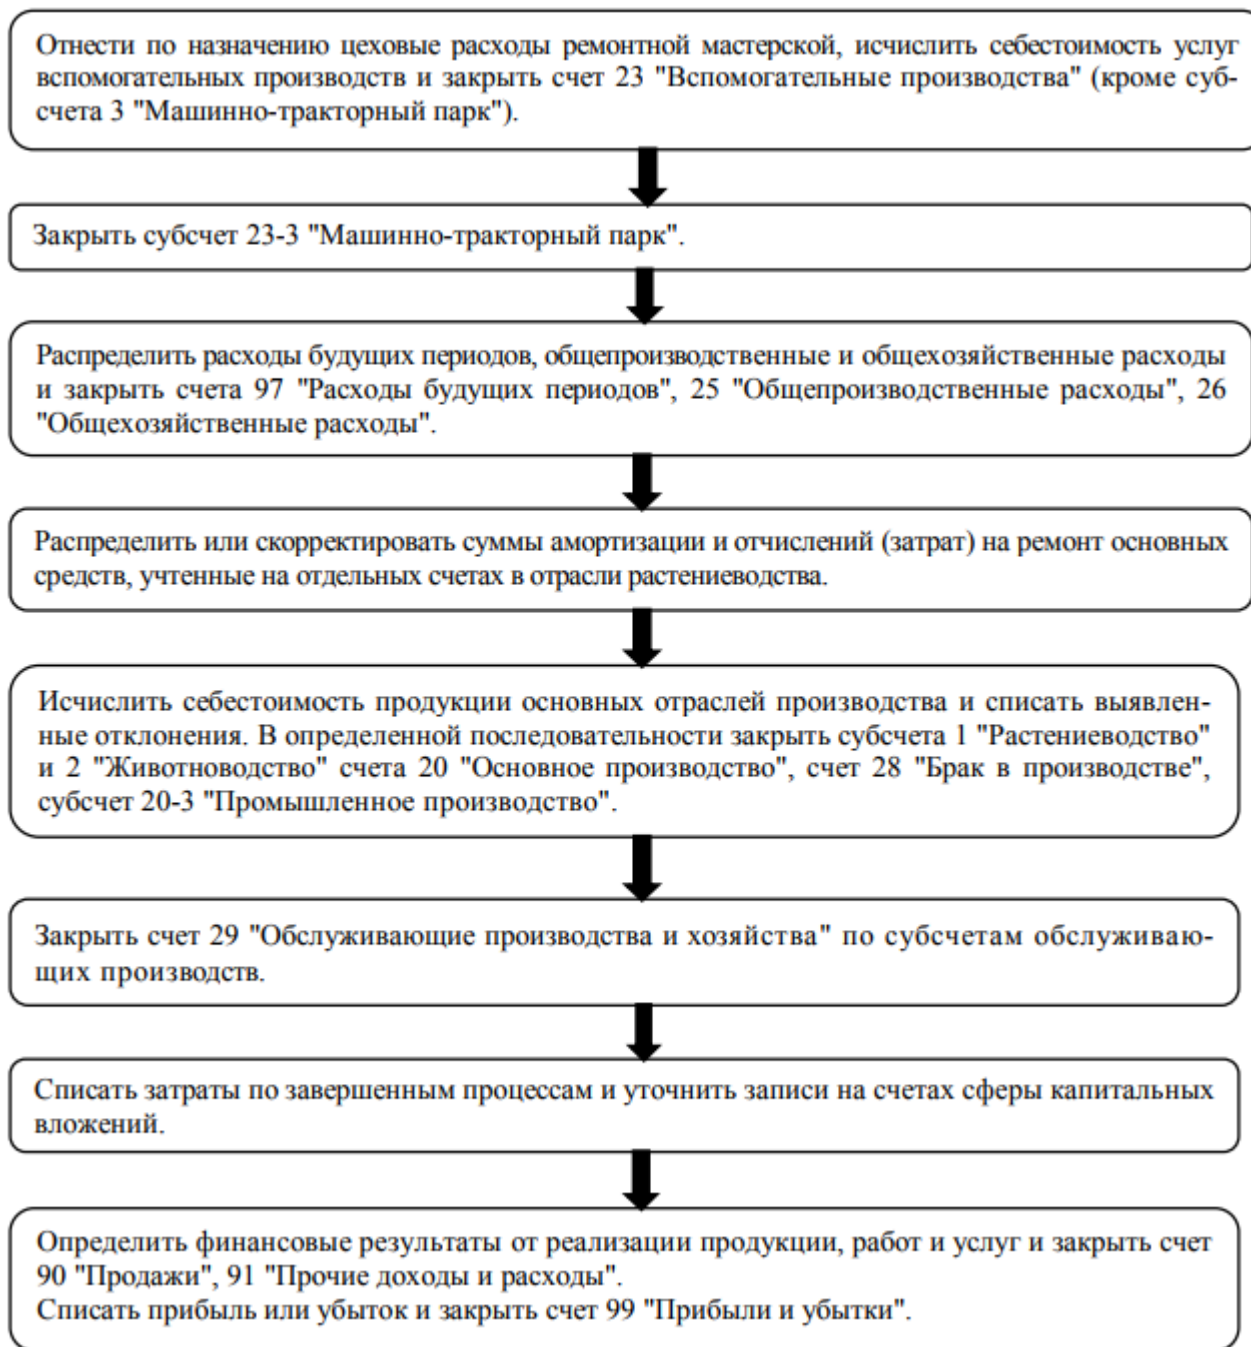 Отнести по назначению цеховые расходы ремонтной мастерской, исчислить себестоимость услуг
вспомогательных производств и закрыть счет 23 "Вспомогательные производства" (кроме суб-
счета 3 "Машинно-тракторный парк").
Закрыть субсчет 23-3 "Машинно-тракторный парк".
Распределить расходы будущих периодов, общепроизводственные и общехозяйственные расходы
и закрыть счета 97 "Расходы будущих периодов", 25 "Общепроизводственные расходы", 26
"Общехозяйственные расходы".
Распределить или скорректировать суммы амортизации и отчислений (затрат) на ремонт основных
средств, учтенные на отдельных счетах в отрасли растениеводства.
Исчислить себестоимость продукции основных отраслей производства и списать выявлен-
ные отклонения. В определенной последовательности закрыть субсчета 1 "Растениеводство"
и 2 "Животноводство" счета 20 "Основное производство", счет 28 "Брак в производстве",
субсчет 20-3 "Промышленное производство".
Закрыть счет 29 "Обслуживающие производства и хозяйства" по субсчетам обслуживаю-
щих производств.
Списать затраты по завершенным процессам и уточнить записи на счетах сферы капитальных
вложений.
Определить финансовые результаты от реализации продукции, работ и услуг и закрыть счет
90 "Продажи", 91 "Прочие доходы и расходы".
Списать прибыль или убыток и закрыть счет 99 "Прибыли и убытки".